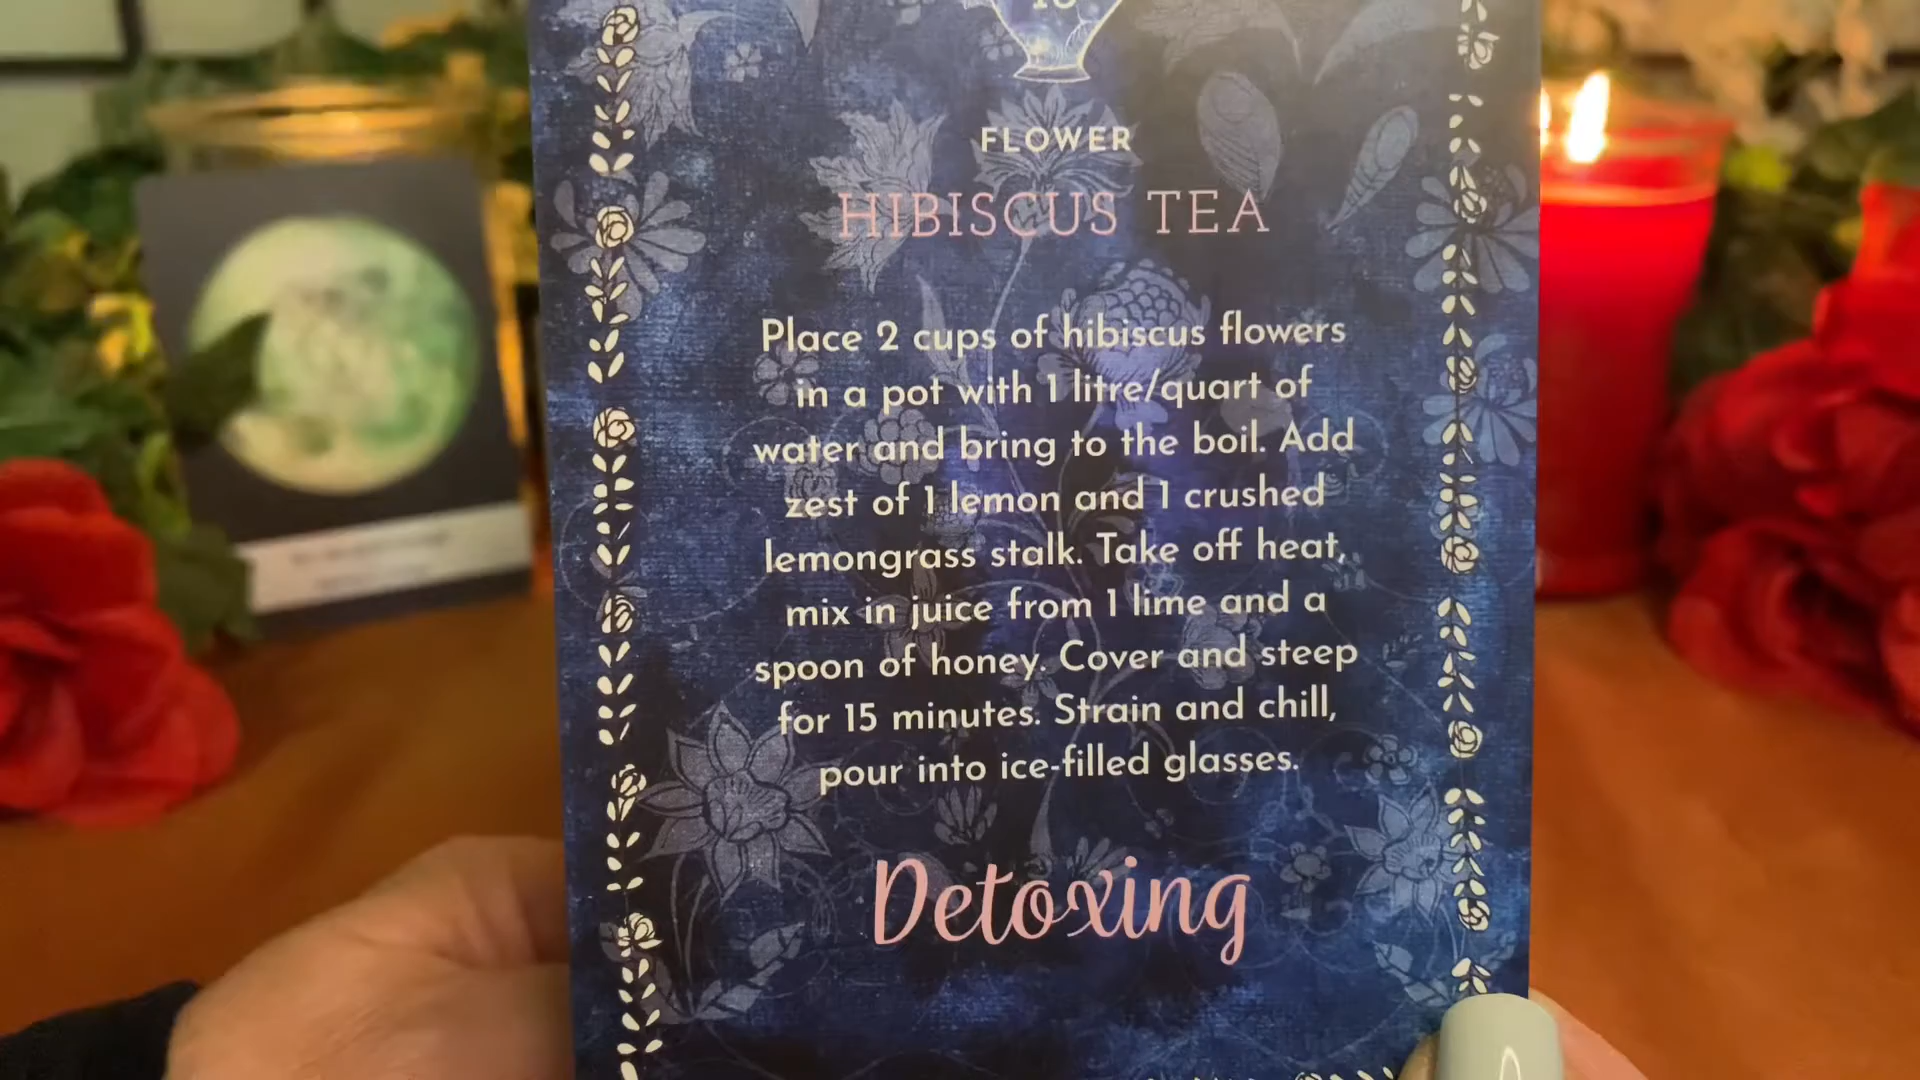 FLOWER
HIBISCUS TEA
Place 2 cups of hibiscus flowers
in a pot with 1 litre/quart of
water and bring to the boil. Add
zest of 1 lemon and 1 crushed
lemongrass stalk. Take off heat,
mix in juice from 1 lime and a
spoon of honey. Cover and steep
for 15 minutes. Strain and chill,
pour into ice-filled glasses.
Detoxing